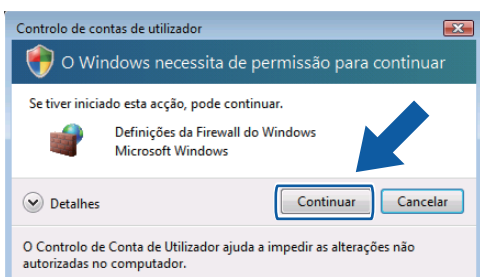 Controlo de contas de utilizador
O Windows necessita de permissão para continuar
Se tiver iniciado esta acção, pode continuar.
Definições da Firewall do Windows
Microsoft Windows
Detalhes
Continuar
Cancelar
O Controlo de Conta de Utilizador ajuda a impedir as alterações não
autorizadas no computador.